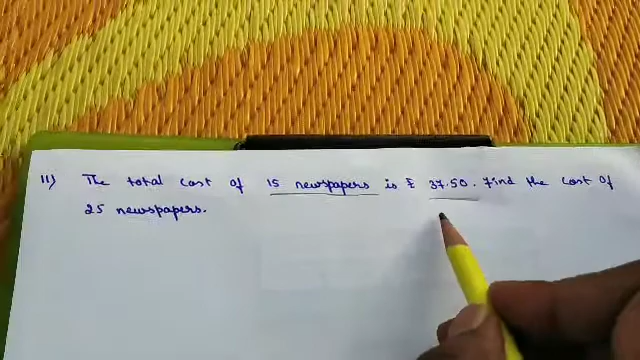 11) The total cost of 15 newspapers is ₹ 37.50. Find the cost of
25 newspapers.